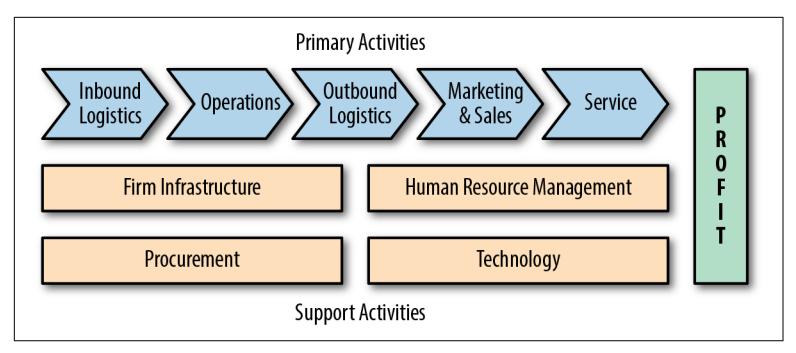 Primary Activities
Inbound
Logistics
Operations
Outbound
Logistics
Marketing
& Sales
Service
PROFIT
Firm Infrastructure
Human Resource Management
Procurement
Technology
Support Activities